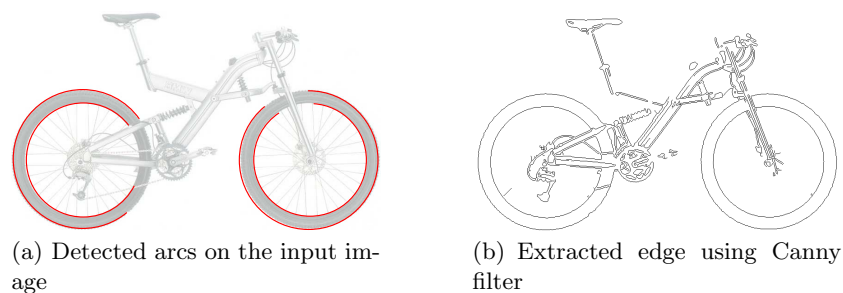 (a) Detected arcs on the input im-
age
(b) Extracted edge using Canny
filter